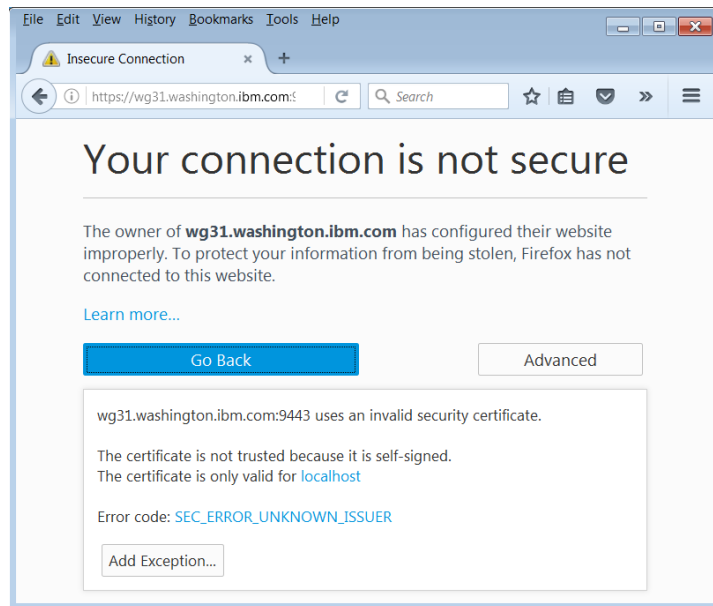 File Edit View History Bookmarks Tools Help
Insecure Connection
https://wg31.washington.ibm.com:9 Search
Your connection is not secure
The owner of wg31.washington.ibm.com has configured their website
improperly. To protect your information from being stolen, Firefox has not
connected to this website.
Learn more...
Go Back Advanced
wg31.washington.ibm.com:9443 uses an invalid security certificate.
The certificate is not trusted because it is self-signed.
The certificate is only valid for localhost
Error code: SEC_ERROR_UNKNOWN_ISSUER
Add Exception...